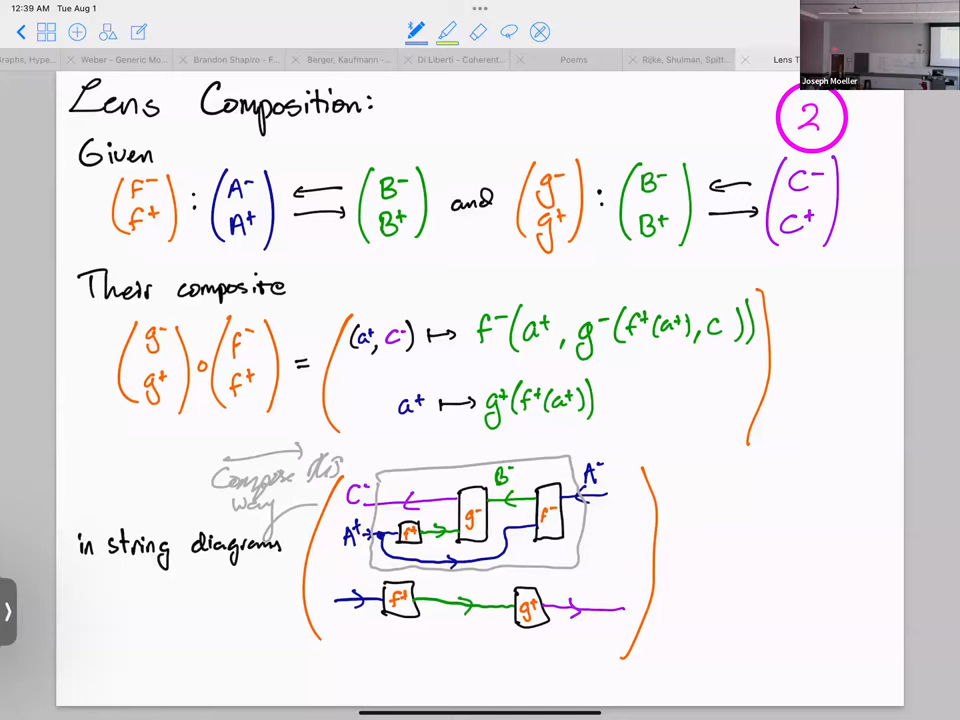 12:39 AM Tue Aug 1
Graphs, Hype... Weber - Generic Mo... Brandon Shapiro - F... Berger, Kaufmann - ... Di Liberti - Coherent... Poems Rijke, Shulman, Spitt... Lens T
Joseph Moeller
Lens Composition:
2
Given
(f⁻ f⁺) : (A⁻ A⁺) ⇆ (B⁻ B⁺) and (g⁻ g⁺) : (B⁻ B⁺) ⇆ (C⁻ C⁺)
Their composite
(g⁻ g⁺) ∘ (f⁻ f⁺) = ( (a⁺, c⁻) ↦ f⁻(a⁺, g⁻(f⁺(a⁺), c))
a⁺ ↦ g⁺(f⁺(a⁺)) )
Compose this
way
C⁻ B⁻ A⁻
g⁻ f⁻
A⁺ f⁺
in string diagrams
f⁺ g⁺